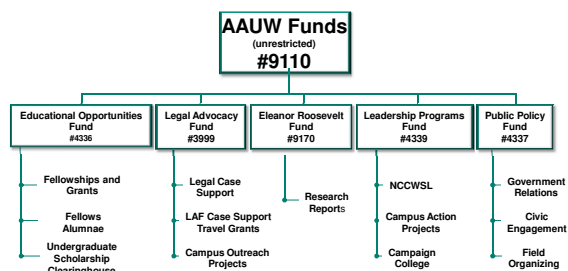 AAUW Funds
(unrestricted)
#9110
Educational Opportunities
Fund
#4336
Legal Advocacy
Fund
#3999
Eleanor Roosevelt
Fund
#9170
Leadership Programs
Fund
#4339
Public Policy
Fund
#4337
Fellowships and
Grants
Fellows
Alumnae
Undergraduate
Scholarship
Clearinghouse
Legal Case
Support
LAF Case Support
Travel Grants
Campus Outreach
Projects
Research
Reports
NCCWSL
Campus Action
Projects
Campaign
College
Government
Relations
Civic
Engagement
Field
Organizing